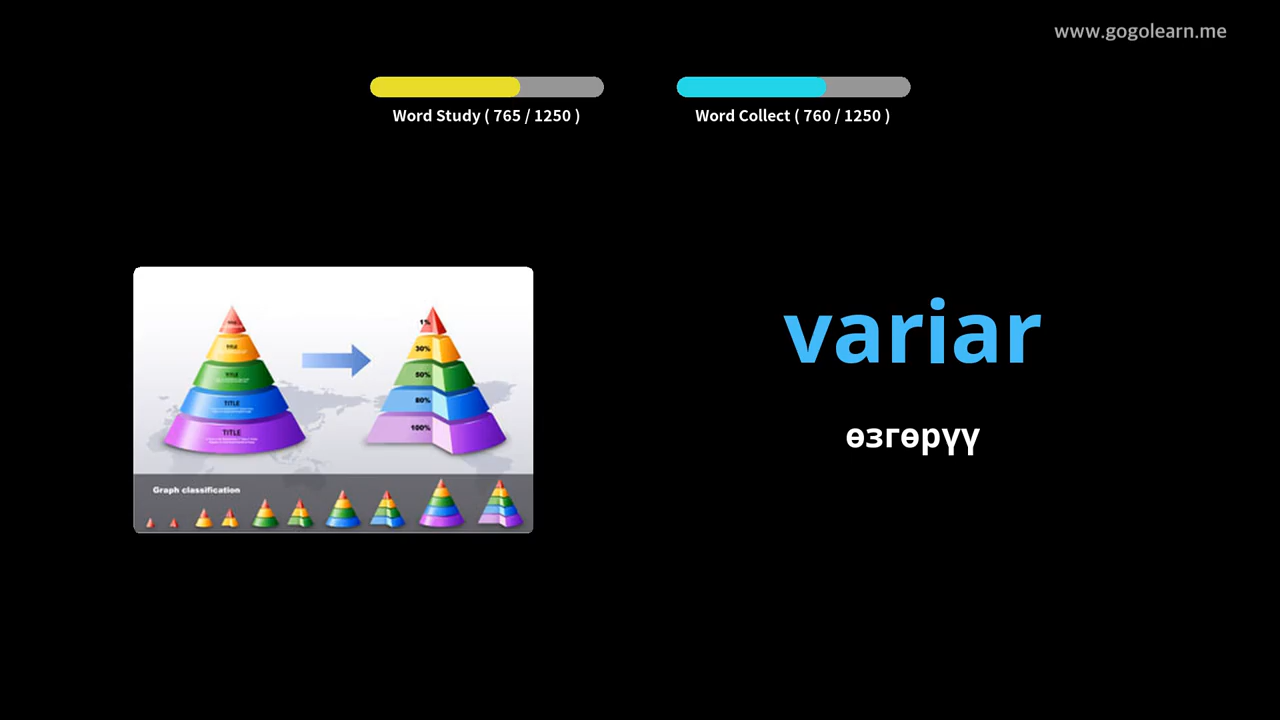 www.gogolearn.me
Word Study ( 765 / 1250 )
Word Collect ( 760 / 1250 )
variar
өзгөрүү
TITLE
TITLE
TITLE
TITLE
1%
30%
50%
80%
100%
Graph classification